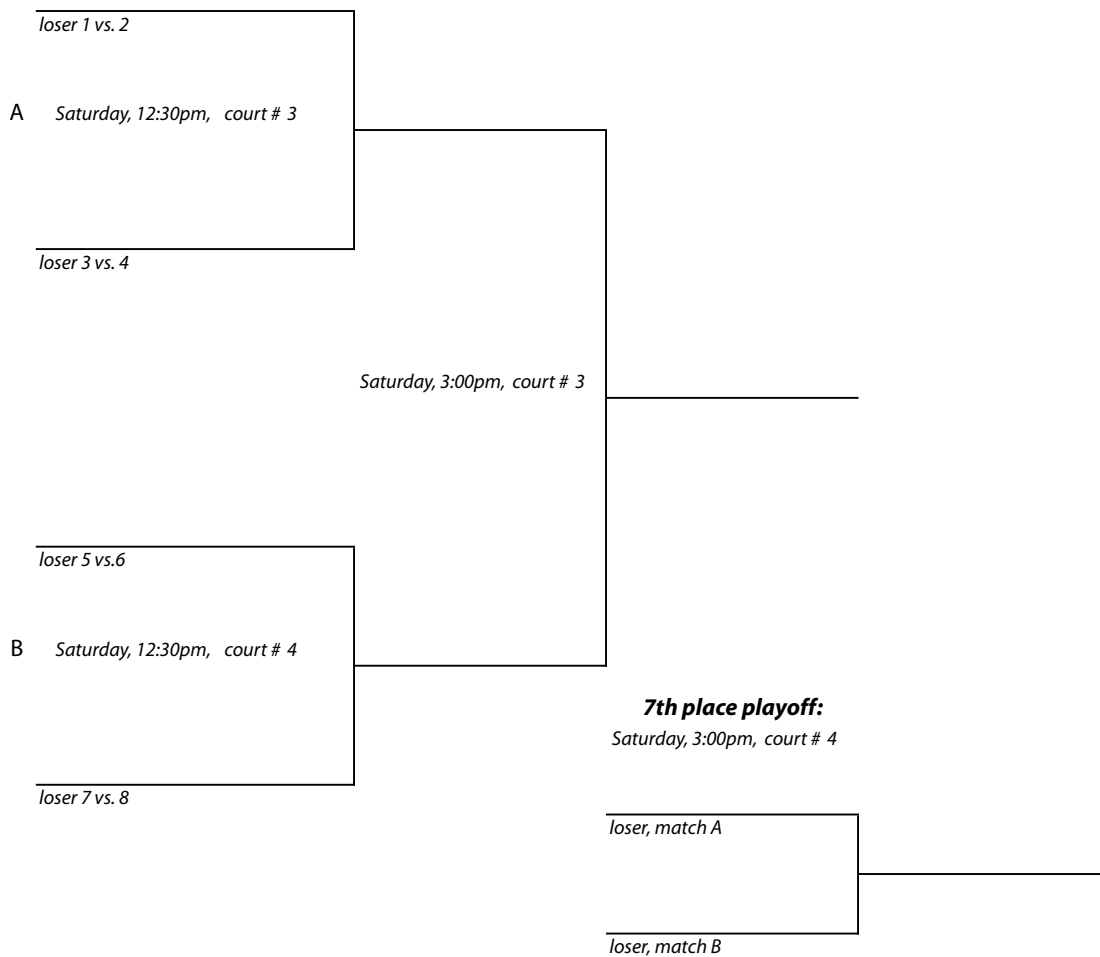 loser 1 vs. 2
A Saturday, 12:30pm, court # 3
loser 3 vs. 4
Saturday, 3:00pm, court # 3
loser 5 vs.6
B Saturday, 12:30pm, court # 4
7th place playoff:
Saturday, 3:00pm, court # 4
loser 7 vs. 8
loser, match A
loser, match B